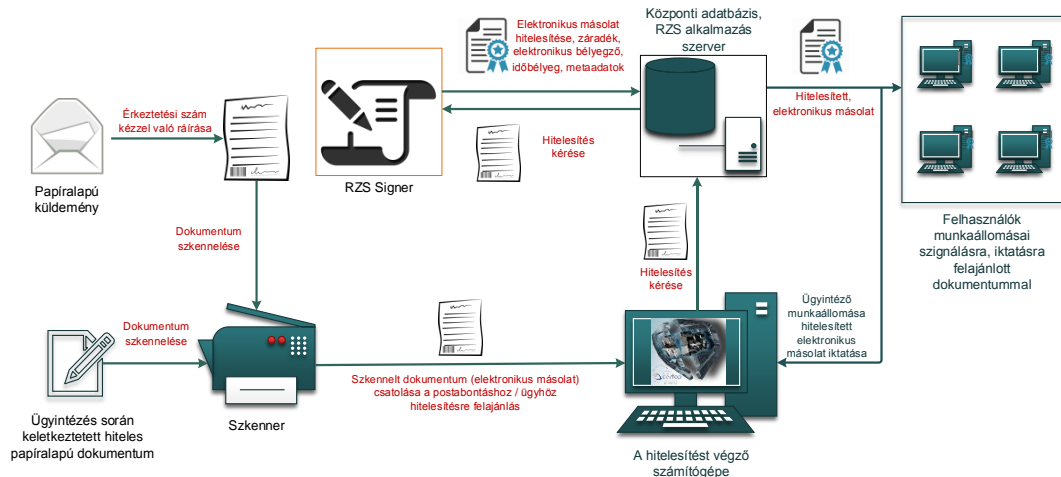 Elektronikus másolat
hitelesítése, záradék,
elektronikus bélyegző,
időbélyeg, metaadatok
Központi adatbázis,
RZS alkalmazás
szerver
Érkeztetési szám
kézzel való ráírása
Papíralapú
küldemény
RZS Signer
Hitelesítés
kérése
Hitelesített,
elektronikus másolat
Felhasználók
munkaállomásai
szignálásra, iktatásra
felajánlott
dokumentummal
Dokumentum
szkennelése
Hitelesítés
kérése
Dokumentum
szkennelése
Ügyintéző
munkaállomása
hitelesített
elektronikus
másolat iktatása
Szkennelt dokumentum (elektronikus másolat)
csatolása a postabontáshoz / ügyhöz
hitelesítésre felajánlás
Ügyintézés során
keletkeztetett hiteles
papíralapú dokumentum
Szkenner
A hitelesítést végző
számítógépe